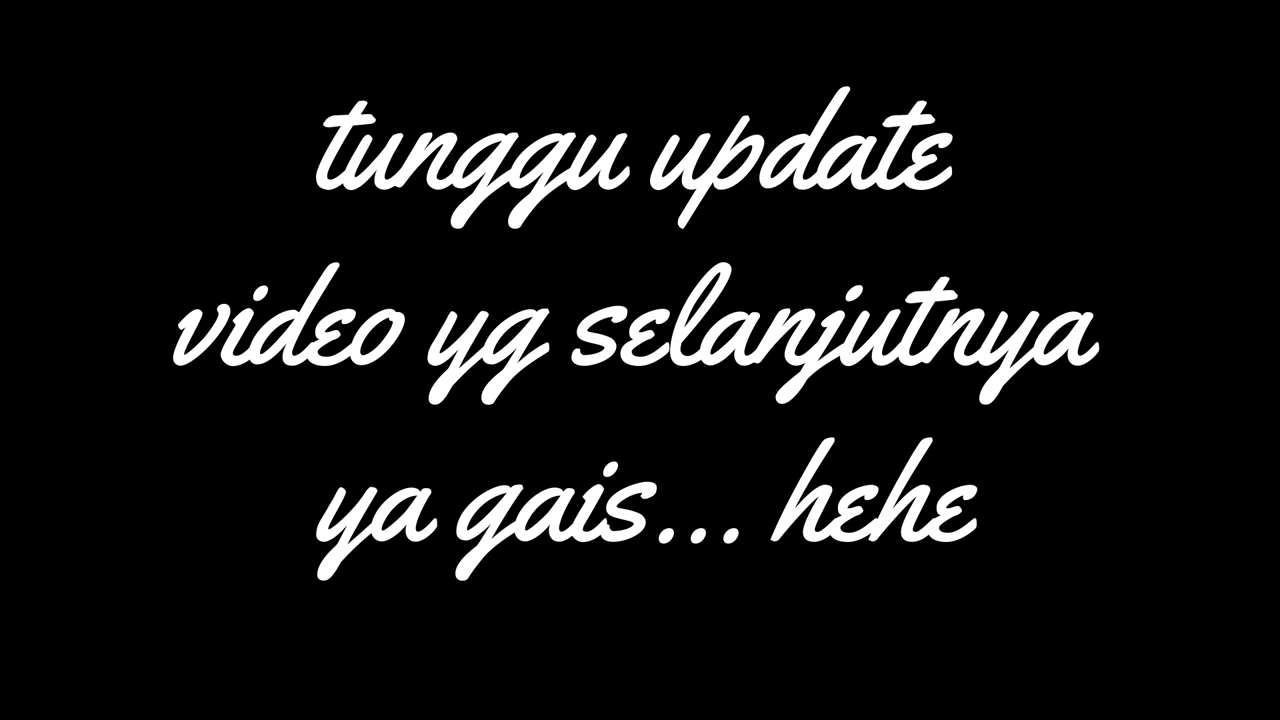 tunggu update
video yg selanjutnya
ya gais... hehe